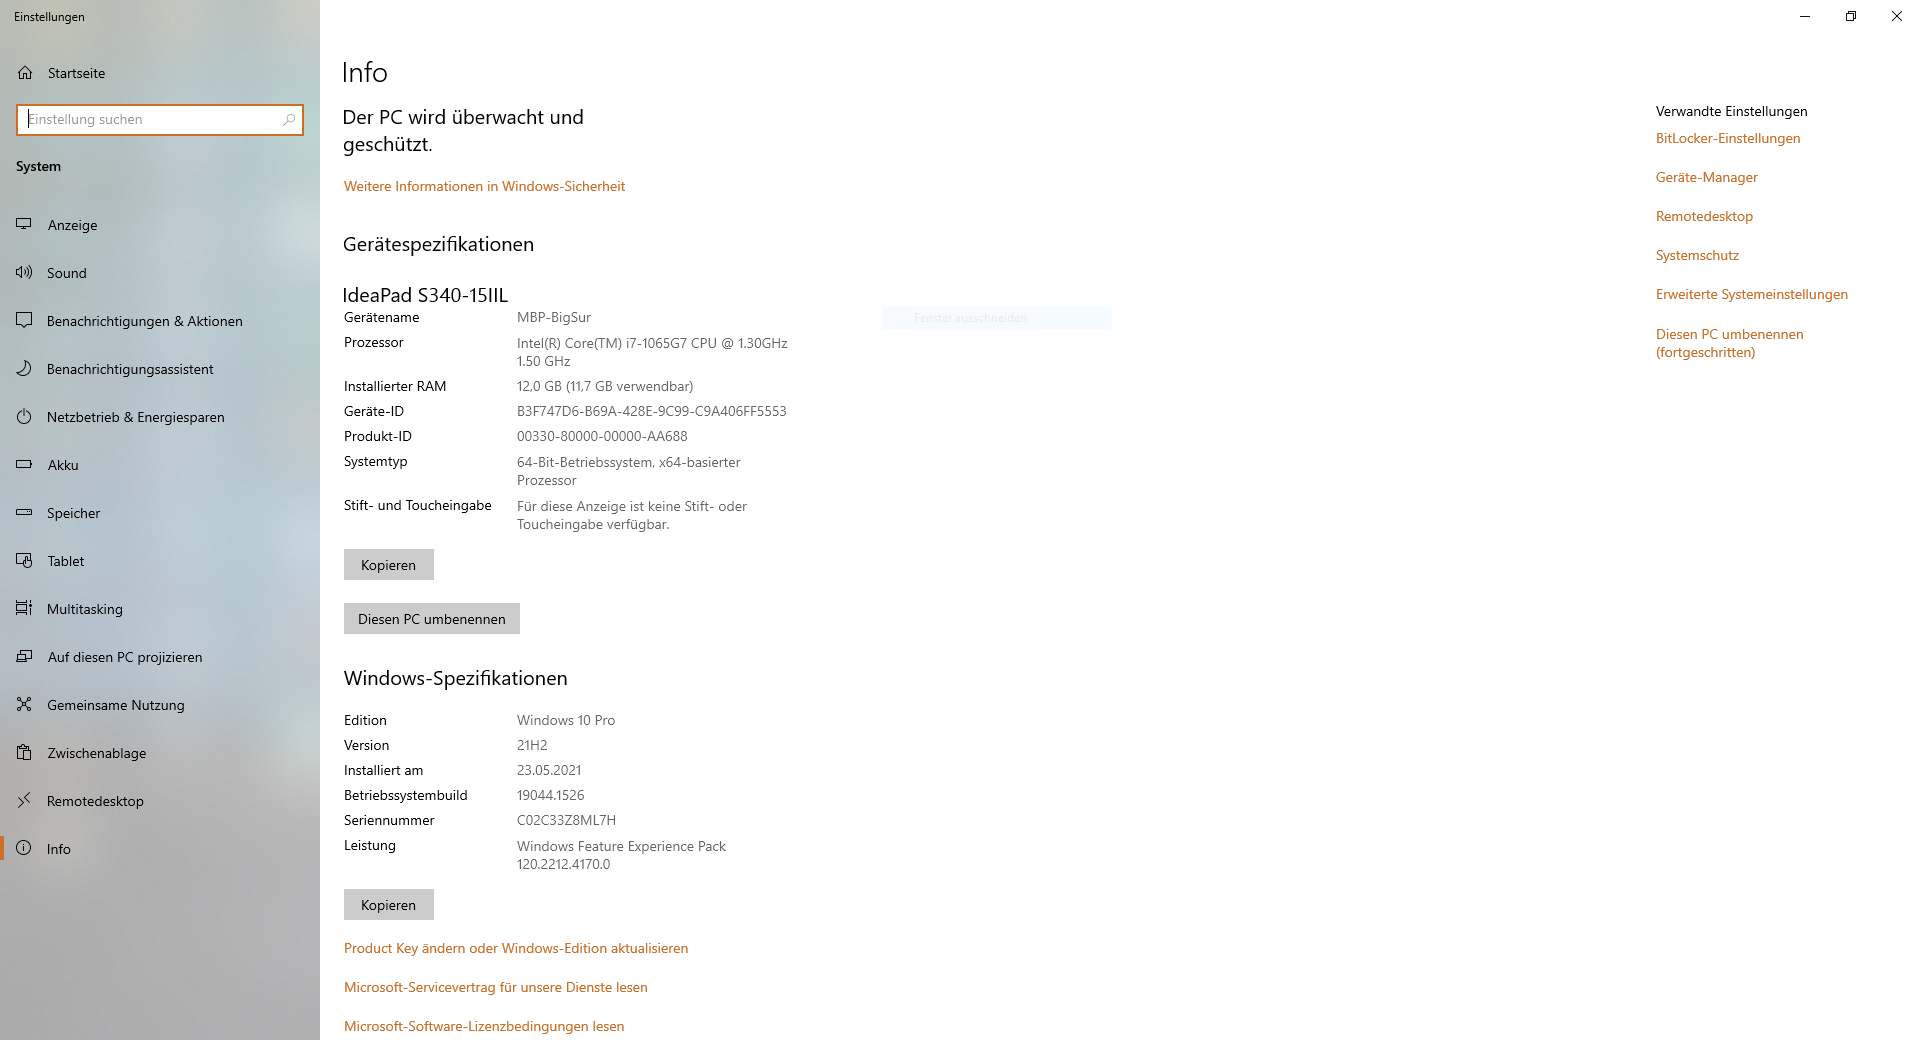 Einstellungen
Startseite
Einstellung suchen
System
Anzeige
Sound
Benachrichtigungen & Aktionen
Benachrichtigungsassistent
Netzbetrieb & Energiesparen
Akku
Speicher
Tablet
Multitasking
Auf diesen PC projizieren
Gemeinsame Nutzung
Zwischenablage
Remotedesktop
Info
Info
Der PC wird überwacht und
geschützt.
Weitere Informationen in Windows-Sicherheit
Gerätespezifikationen
IdeaPad S340-15IIL
Gerätename MBP-BigSur
Prozessor Intel(R) Core(TM) i7-1065G7 CPU @ 1.30GHz
1.50 GHz
Installierter RAM 12,0 GB (11,7 GB verwendbar)
Geräte-ID B3F747D6-B69A-428E-9C99-C9A406FF5553
Produkt-ID 00330-80000-00000-AA688
Systemtyp 64-Bit-Betriebssystem, x64-basierter
Prozessor
Stift- und Toucheingabe Für diese Anzeige ist keine Stift- oder
Toucheingabe verfügbar.
Kopieren
Diesen PC umbenennen
Windows-Spezifikationen
Edition Windows 10 Pro
Version 21H2
Installiert am 23.05.2021
Betriebssystembuild 19044.1526
Seriennummer C02C33Z8ML7H
Leistung Windows Feature Experience Pack
120.2212.4170.0
Kopieren
Product Key ändern oder Windows-Edition aktualisieren
Microsoft-Servicevertrag für unsere Dienste lesen
Microsoft-Software-Lizenzbedingungen lesen
Fenster ausschneiden
Verwandte Einstellungen
BitLocker-Einstellungen
Geräte-Manager
Remotedesktop
Systemschutz
Erweiterte Systemeinstellungen
Diesen PC umbenennen
(fortgeschritten)